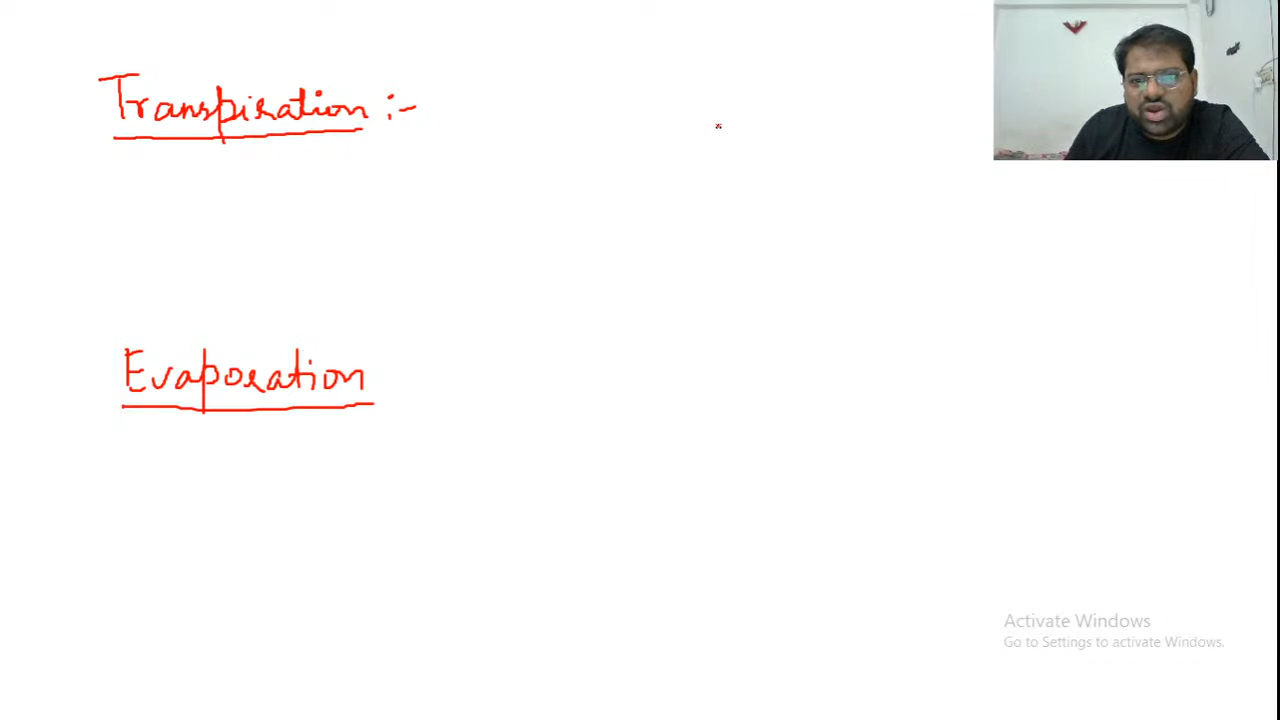 Transpiration :-
Evaporation
Activate Windows
Go to Settings to activate Windows.